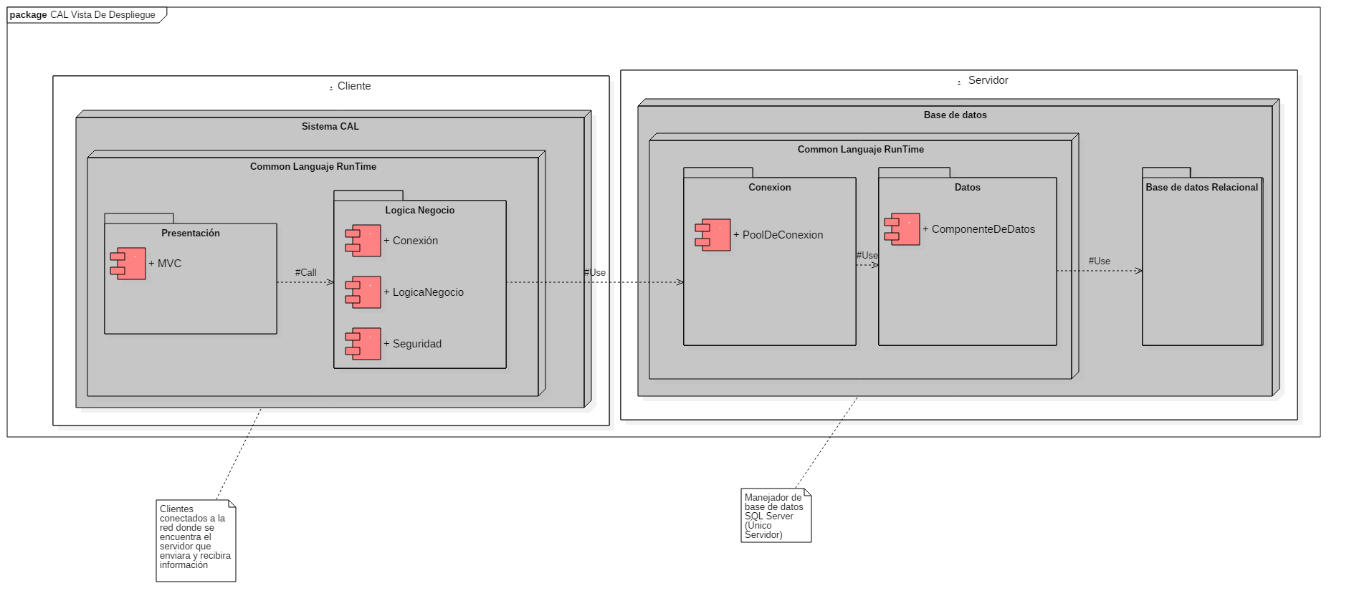 package CAL Vista De Despliegue
: Cliente
Sistema CAL
Common Languaje RunTime
Presentación
+ MVC
#Call
Logica Negocio
+ Conexión
+ LogicaNegocio
+ Seguridad
#Use
: Servidor
Base de datos
Common Languaje RunTime
Conexion
+ PoolDeConexion
#Use
Datos
+ ComponenteDeDatos
#Use
Base de datos Relacional
Clientes
conectados a la
red donde se
encuentra el
servidor que
enviara y recibira
información
Manejador de
base de datos
SQL Server
(Único
Servidor)